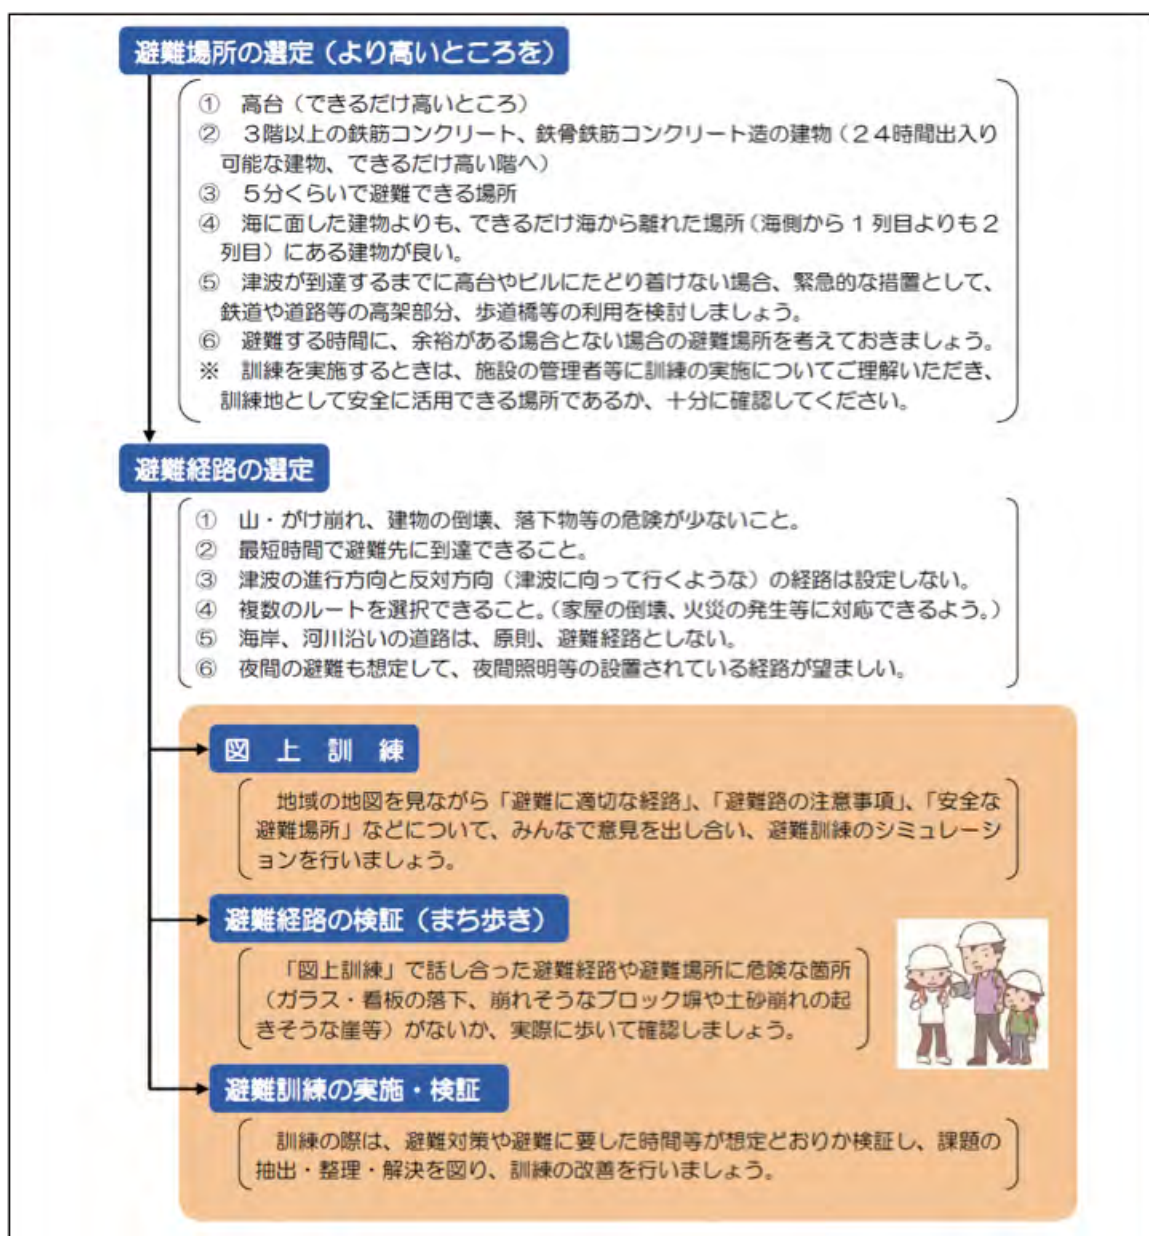 避難場所の選定（より高いところを）
① 高台（できるだけ高いところ）
② ３階以上の鉄筋コンクリート、鉄骨鉄筋コンクリート造の建物（２４時間出入り
可能な建物、できるだけ高い階へ）
③ ５分くらいで避難できる場所
④ 海に面した建物よりも、できるだけ海から離れた場所（海側から１列目よりも２
列目）にある建物が良い。
⑤ 津波が到達するまでに高台やビルにたどり着けない場合、緊急的な措置として、
鉄道や道路等の高架部分、歩道橋等の利用を検討しましょう。
⑥ 避難する時間に、余裕がある場合とない場合の避難場所を考えておきましょう。
※ 訓練を実施するときは、施設の管理者等に訓練の実施についてご理解いただき、
訓練地として安全に活用できる場所であるか、十分に確認してください。
避難経路の選定
① 山・がけ崩れ、建物の倒壊、落下物等の危険が少ないこと。
② 最短時間で避難先に到達できること。
③ 津波の進行方向と反対方向（津波に向って行くような）の経路は設定しない。
④ 複数のルートを選択できること。（家屋の倒壊、火災の発生等に対応できるよう。）
⑤ 海岸、河川沿いの道路は、原則、避難経路としない。
⑥ 夜間の避難も想定して、夜間照明等の設置されている経路が望ましい。
図 上 訓 練
地域の地図を見ながら「避難に適切な経路」、「避難路の注意事項」、「安全な
避難場所」などについて、みんなで意見を出し合い、避難訓練のシミュレーシ
ョンを行いましょう。
避難経路の検証（まち歩き）
「図上訓練」で話し合った避難経路や避難場所に危険な箇所
（ガラス・看板の落下、崩れそうなブロック塀や土砂崩れの起
きそうな崖等）がないか、実際に歩いて確認しましょう。
避難訓練の実施・検証
訓練の際は、避難対策や避難に要した時間等が想定どおりか検証し、課題の
抽出・整理・解決を図り、訓練の改善を行いましょう。